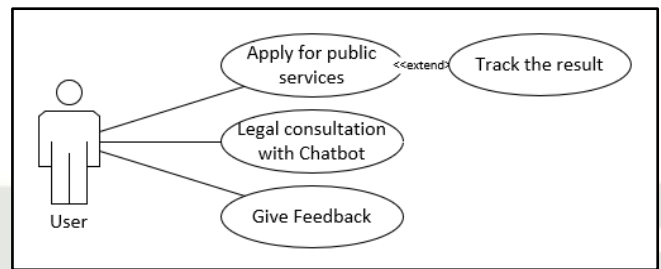 Apply for public
services
<<extend>
Track the result
Legal consultation
with Chatbot
Give Feedback
User